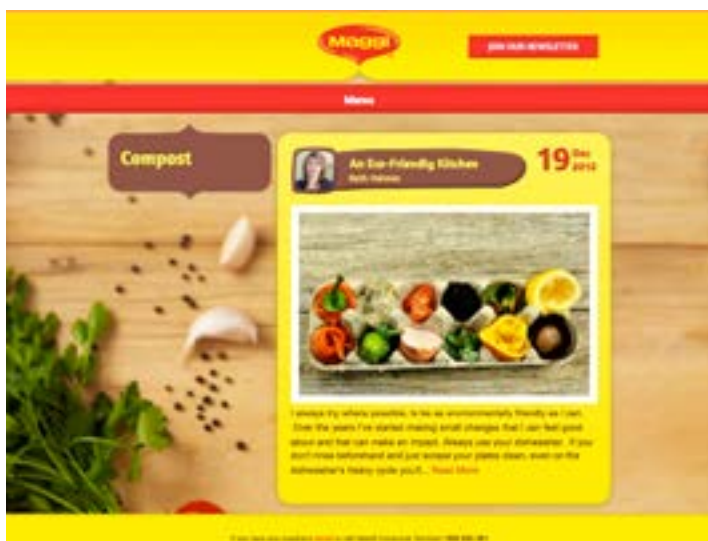 Maggi
JOIN OUR NEWSLETTER
Menu
Compost
An Eco-Friendly Kitchen
19 Dec
2012
I always try where possible, to be as environmentally friendly as I can.
Over the years I've started making small changes that I can feel good
about and that can make an impact. Always use your dishwasher. If you
don't rinse beforehand and just scrape your plates clean, even on the
dishwasher's heavy cycle you'll... Read More